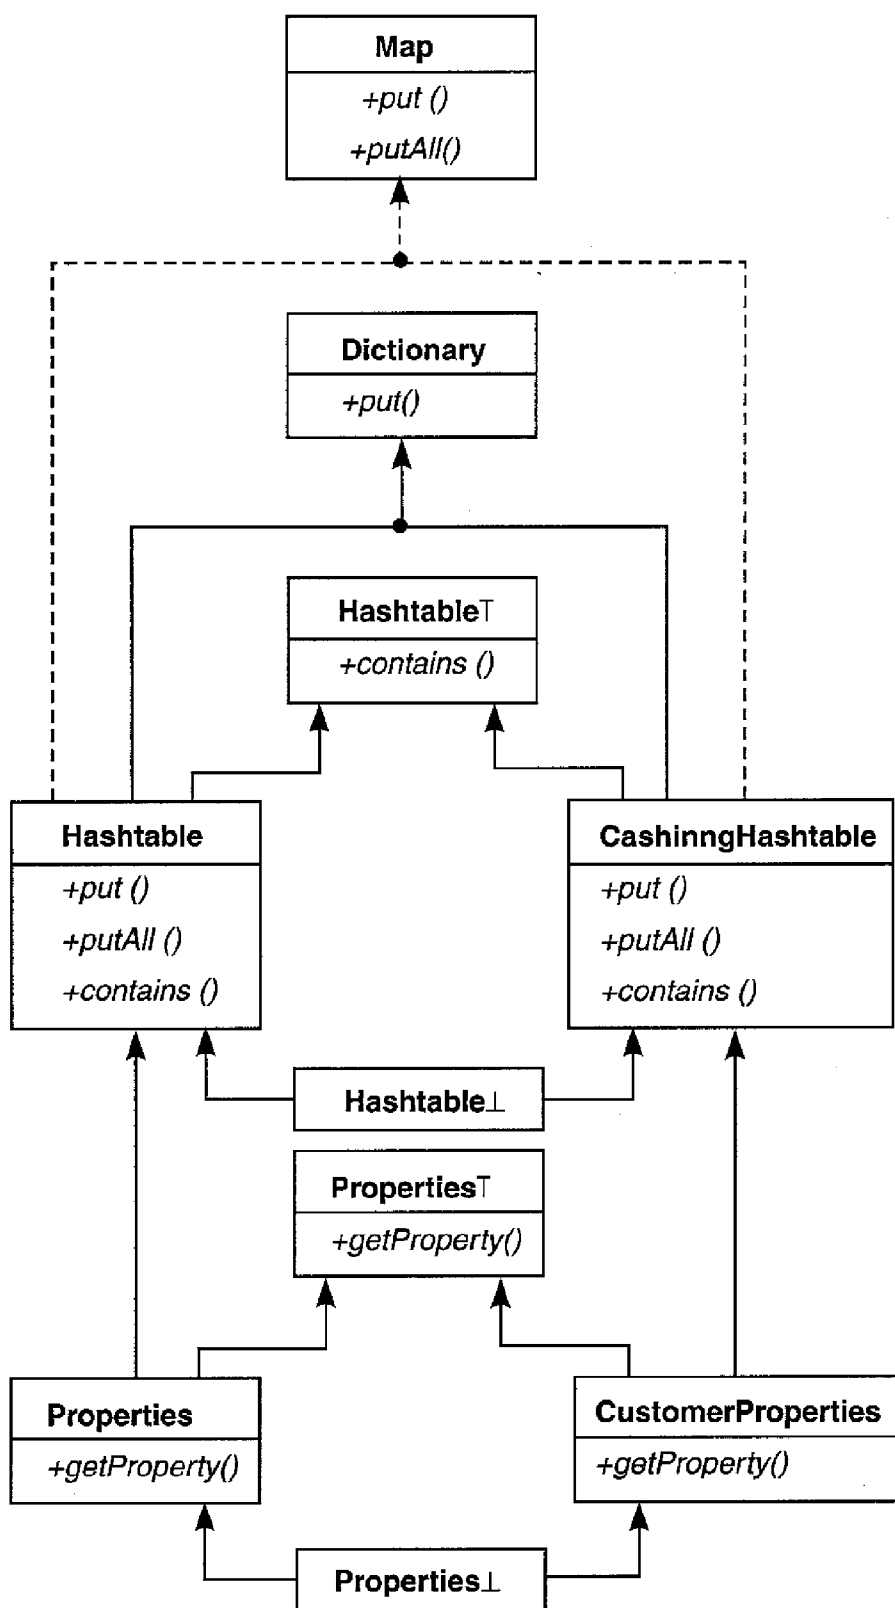 Map
+put ()
+putAll()
Dictionary
+put()
Hashtable⊤
+contains ()
Hashtable
+put ()
+putAll ()
+contains ()
CashinngHashtable
+put ()
+putAll ()
+contains ()
Hashtable⊥
Properties⊤
+getProperty()
Properties
+getProperty()
CustomerProperties
+getProperty()
Properties⊥